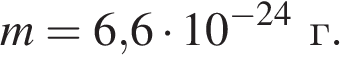 m = 6,6 · 10⁻²⁴ г.